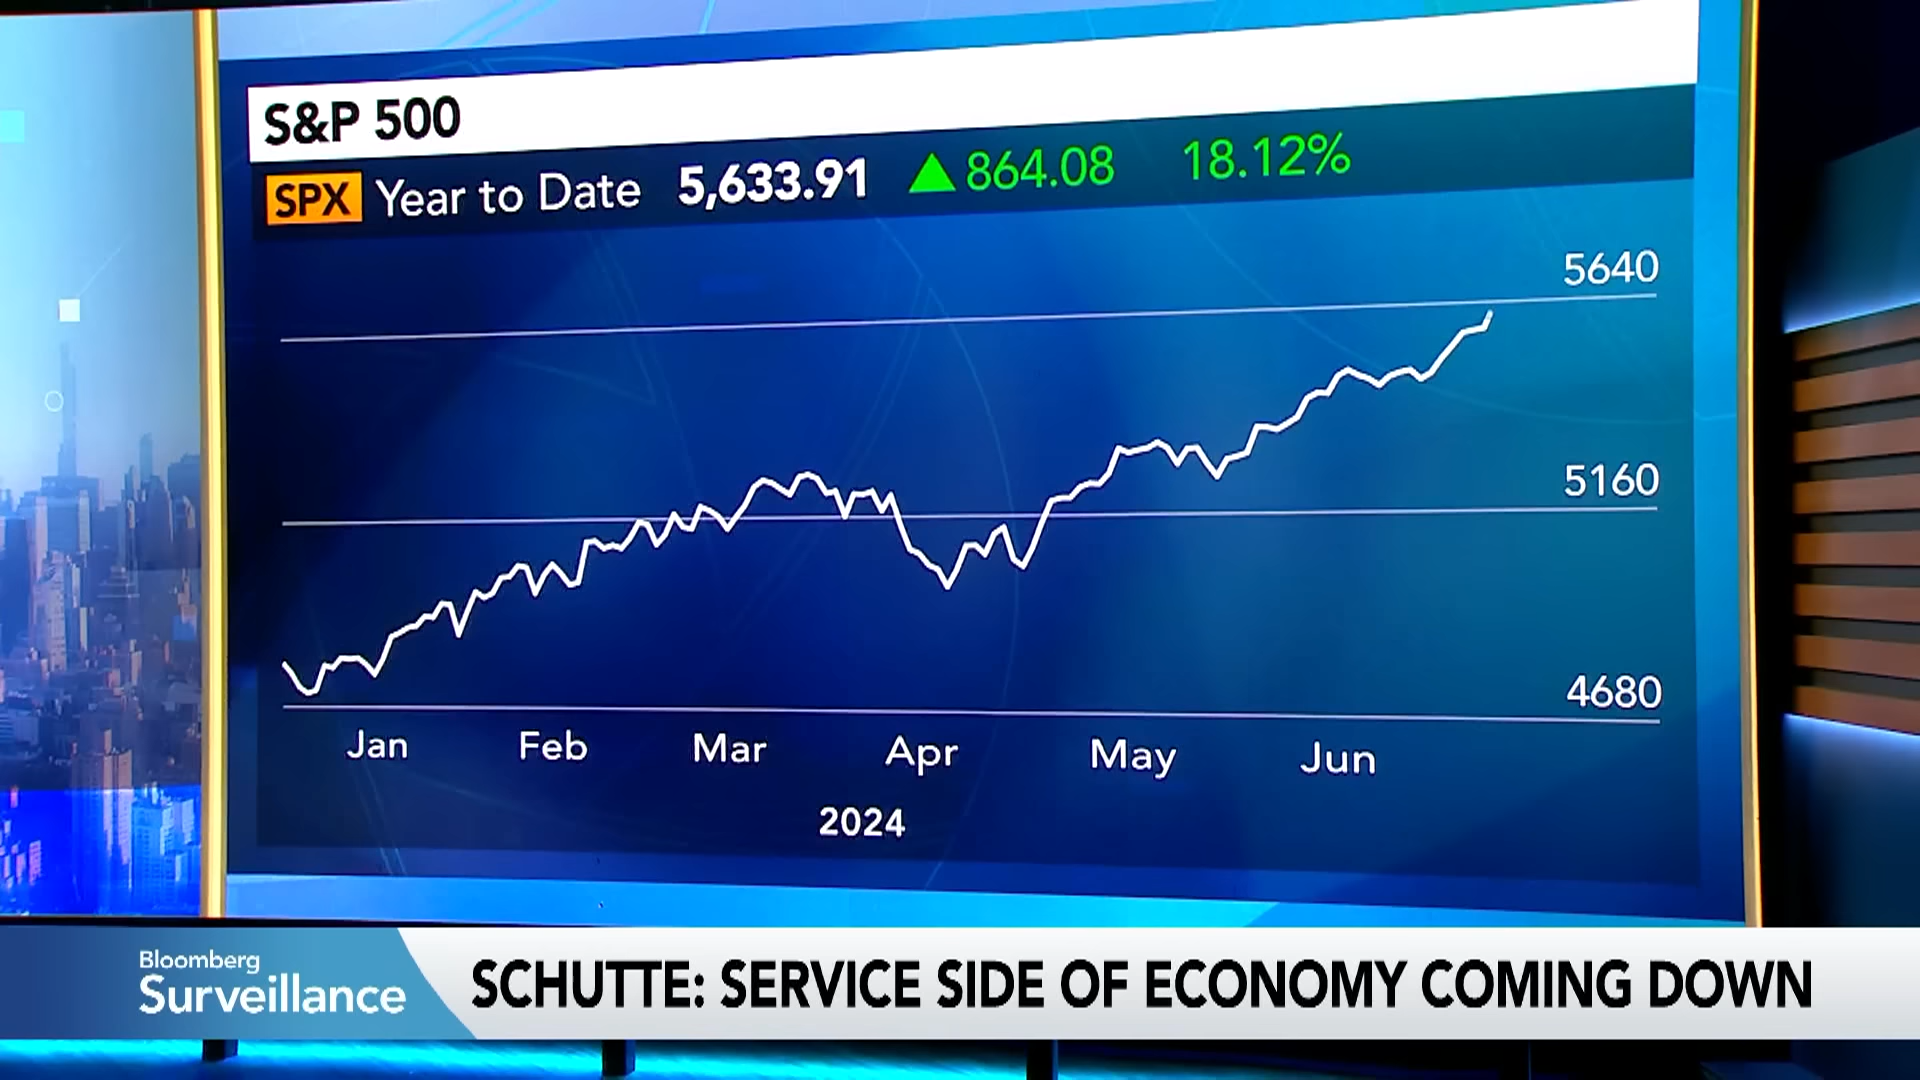 S&P 500
SPX Year to Date 5,633.91 ▲864.08 18.12%
5640
5160
4680
Jan Feb Mar Apr May Jun
2024
Bloomberg
Surveillance
SCHUTTE: SERVICE SIDE OF ECONOMY COMING DOWN